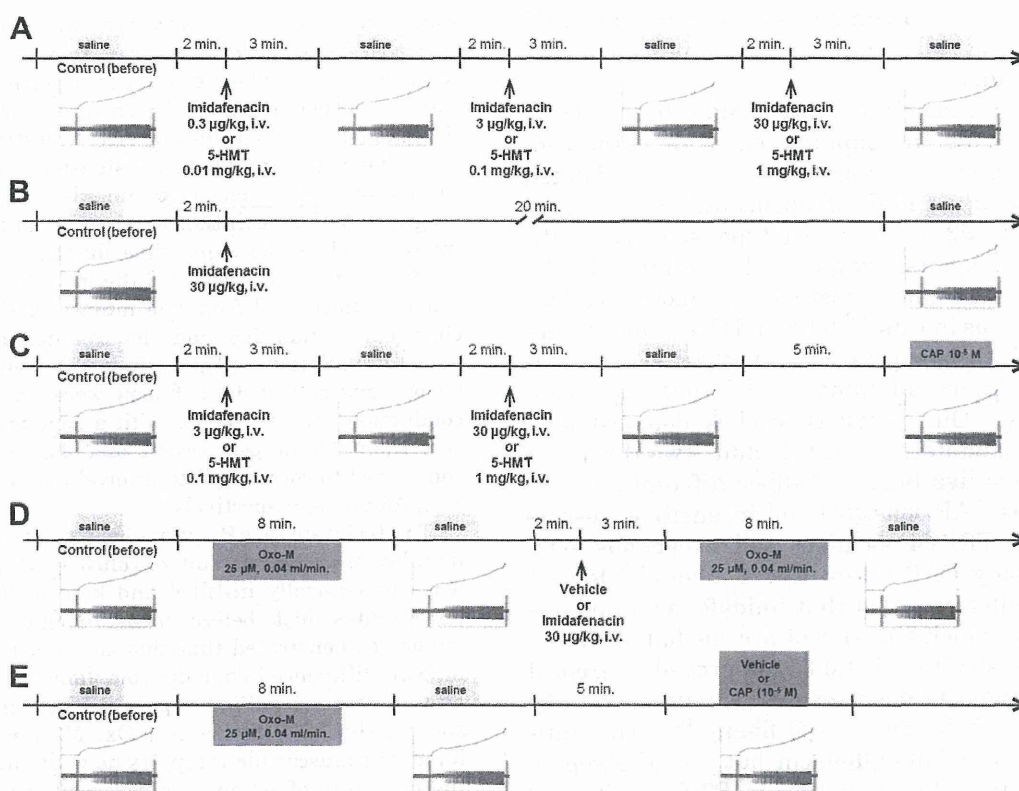 A
saline 2 min. 3 min. saline 2 min. 3 min. saline 2 min. 3 min. saline
Control (before)
Imidafenacin
0.3 µg/kg, i.v.
or
5-HMT
0.01 mg/kg, i.v.
Imidafenacin
3 µg/kg, i.v.
or
5-HMT
0.1 mg/kg, i.v.
Imidafenacin
30 µg/kg, i.v.
or
5-HMT
1 mg/kg, i.v.
B
saline 2 min. 20 min. saline
Control (before)
Imidafenacin
30 µg/kg, i.v.
C
saline 2 min. 3 min. saline 2 min. 3 min. saline 5 min. CAP 10⁻⁵ M
Control (before)
Imidafenacin
3 µg/kg, i.v.
or
5-HMT
0.1 mg/kg, i.v.
Imidafenacin
30 µg/kg, i.v.
or
5-HMT
1 mg/kg, i.v.
D
saline 8 min. saline 2 min. 3 min. 8 min. saline
Control (before)
Oxo-M
25 µM, 0.04 ml/min.
Vehicle
or
Imidafenacin
30 µg/kg, i.v.
Oxo-M
25 µM, 0.04 ml/min.
E
saline 8 min. saline 5 min.
Vehicle
or
CAP (10⁻⁵ M)
Control (before)
Oxo-M
25 µM, 0.04 ml/min.